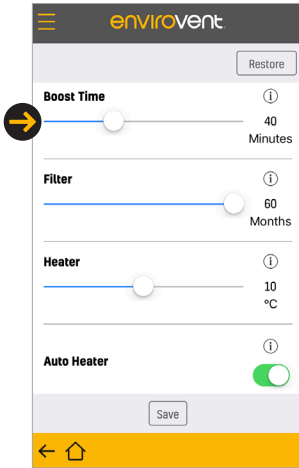 envirovent
Restore
Boost Time
i
40
Minutes
Filter
i
60
Months
Heater
i
10
°C
i
Auto Heater
Save